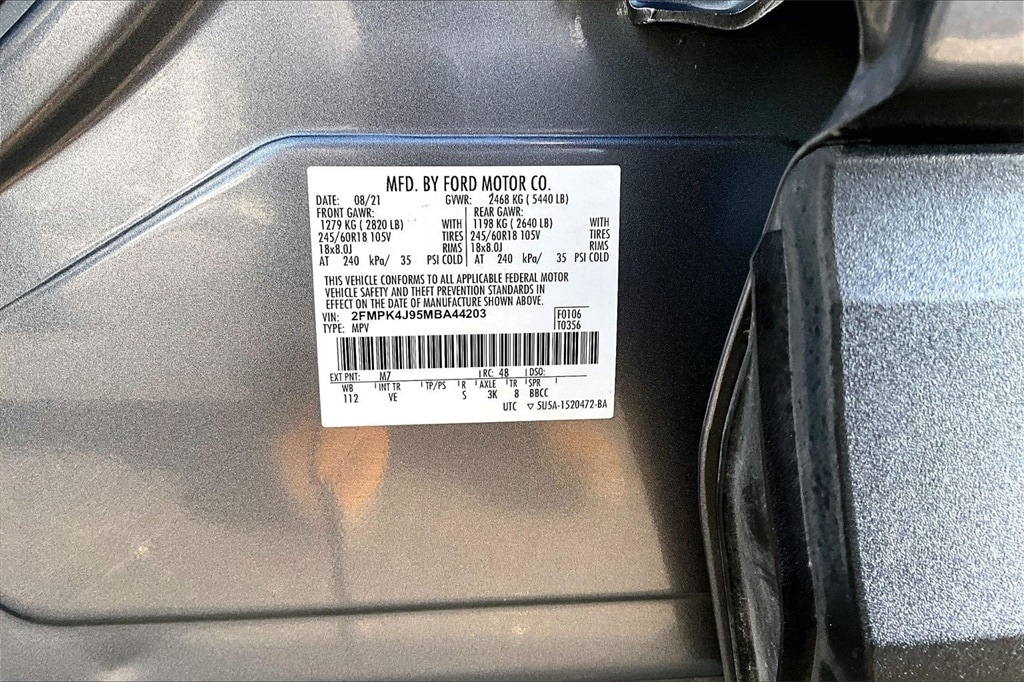 MFD. BY FORD MOTOR CO.
DATE: 08/21 GVWR: 2468 KG ( 5440 LB)
FRONT GAWR: REAR GAWR:
1279 KG ( 2820 LB) WITH 1198 KG ( 2640 LB) WITH
245/60R18 105V TIRES 245/60R18 105V TIRES
18x8.0J RIMS 18x8.0J RIMS
AT 240 kPa/ 35 PSI COLD AT 240 kPa/ 35 PSI COLD
THIS VEHICLE CONFORMS TO ALL APPLICABLE FEDERAL MOTOR
VEHICLE SAFETY AND THEFT PREVENTION STANDARDS IN
EFFECT ON THE DATE OF MANUFACTURE SHOWN ABOVE.
VIN: 2FMPK4J95MBA44203 F0106
TYPE: MPV T0356
EXT PNT: M7 RC: 48 DSO:
WB INT TR TP/PS R AXLE TR SPR
112 VE S 3K 8 BBCC
UTC ▽ 5U5A-1520472-BA